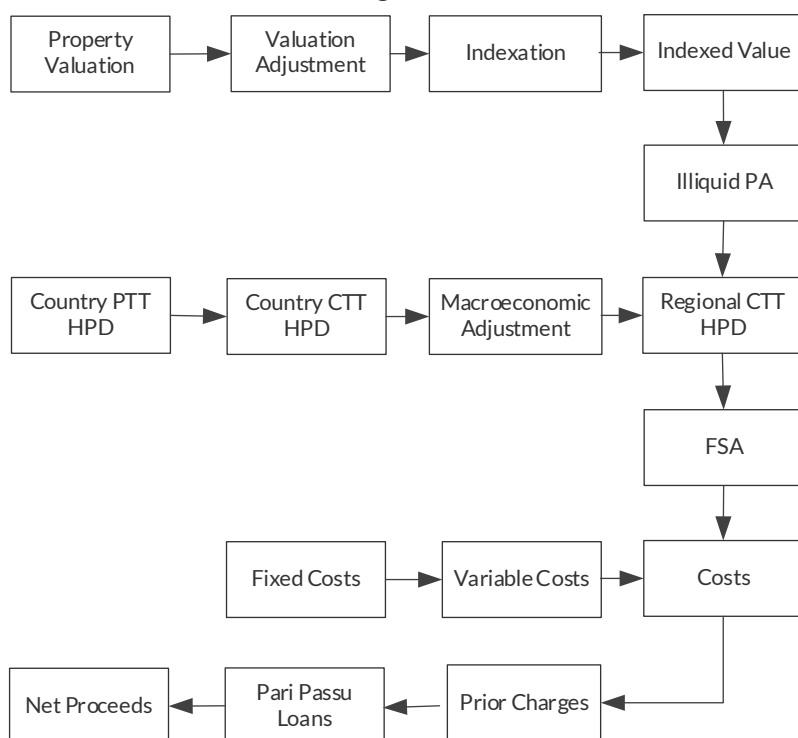 Property
Valuation
Valuation
Adjustment
Indexation
Indexed Value
Illiquid PA
Country PTT
HPD
Country CTT
HPD
Macroeconomic
Adjustment
Regional CTT
HPD
FSA
Fixed Costs
Variable Costs
Costs
Net Proceeds
Pari Passu
Loans
Prior Charges